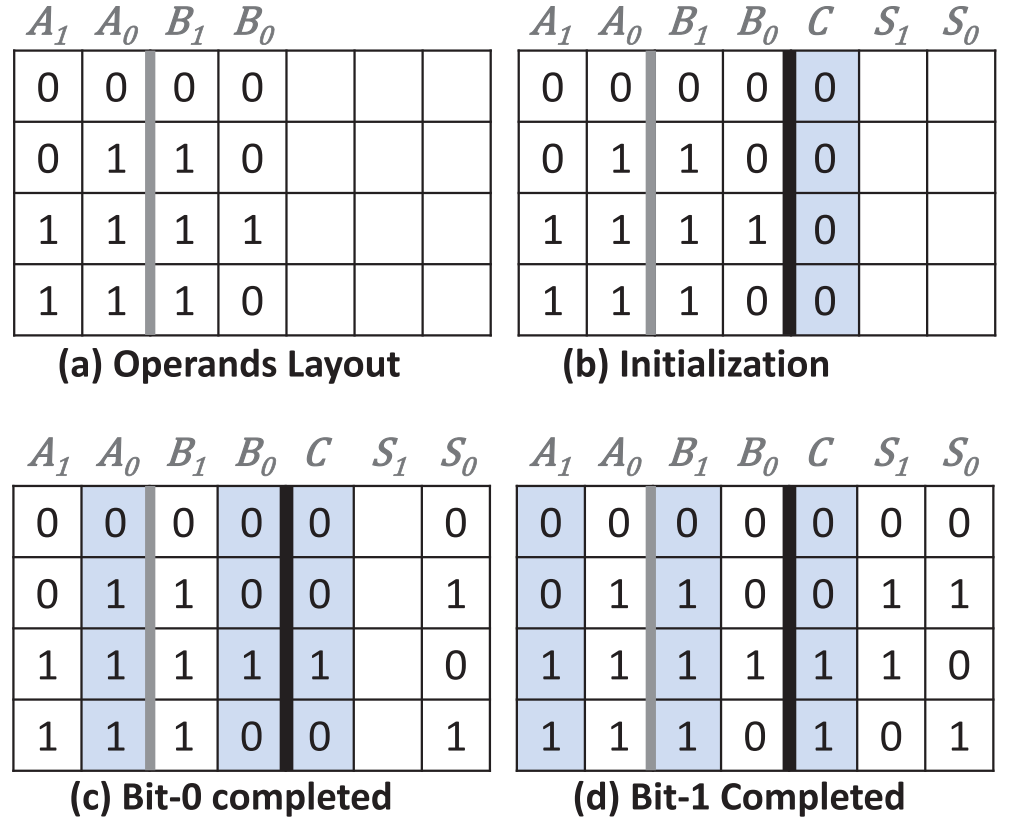 A1 A0 B1 B0
0 0 0 0
0 1 1 0
1 1 1 1
1 1 1 0
(a) Operands Layout
A1 A0 B1 B0 C S1 S0
0 0 0 0 0
0 1 1 0 0
1 1 1 1 0
1 1 1 0 0
(b) Initialization
A1 A0 B1 B0 C S1 S0
0 0 0 0 0 0
0 1 1 0 0 1
1 1 1 1 1 0
1 1 1 0 0 1
(c) Bit-0 completed
A1 A0 B1 B0 C S1 S0
0 0 0 0 0 0 0
0 1 1 0 0 1 1
1 1 1 1 1 1 0
1 1 1 0 1 0 1
(d) Bit-1 Completed